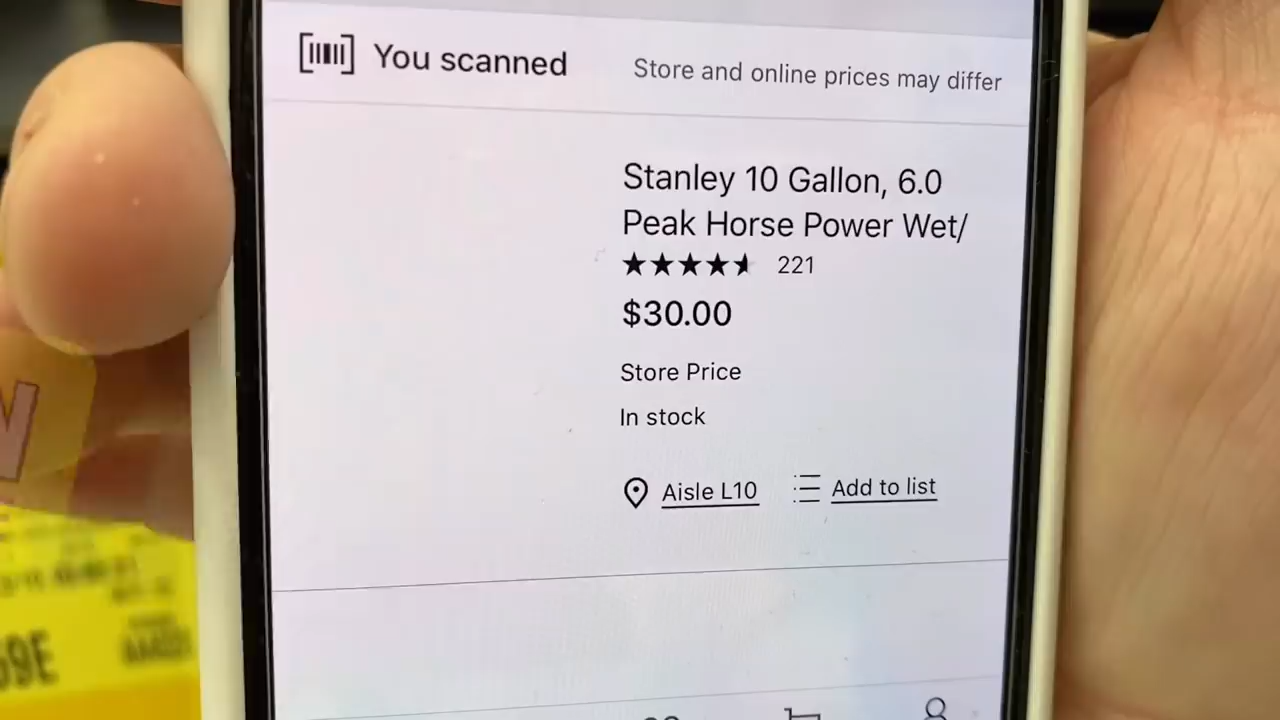 You scanned
Store and online prices may differ
Stanley 10 Gallon, 6.0
Peak Horse Power Wet/
221
$30.00
Store Price
In stock
Aisle L10
Add to list
9E